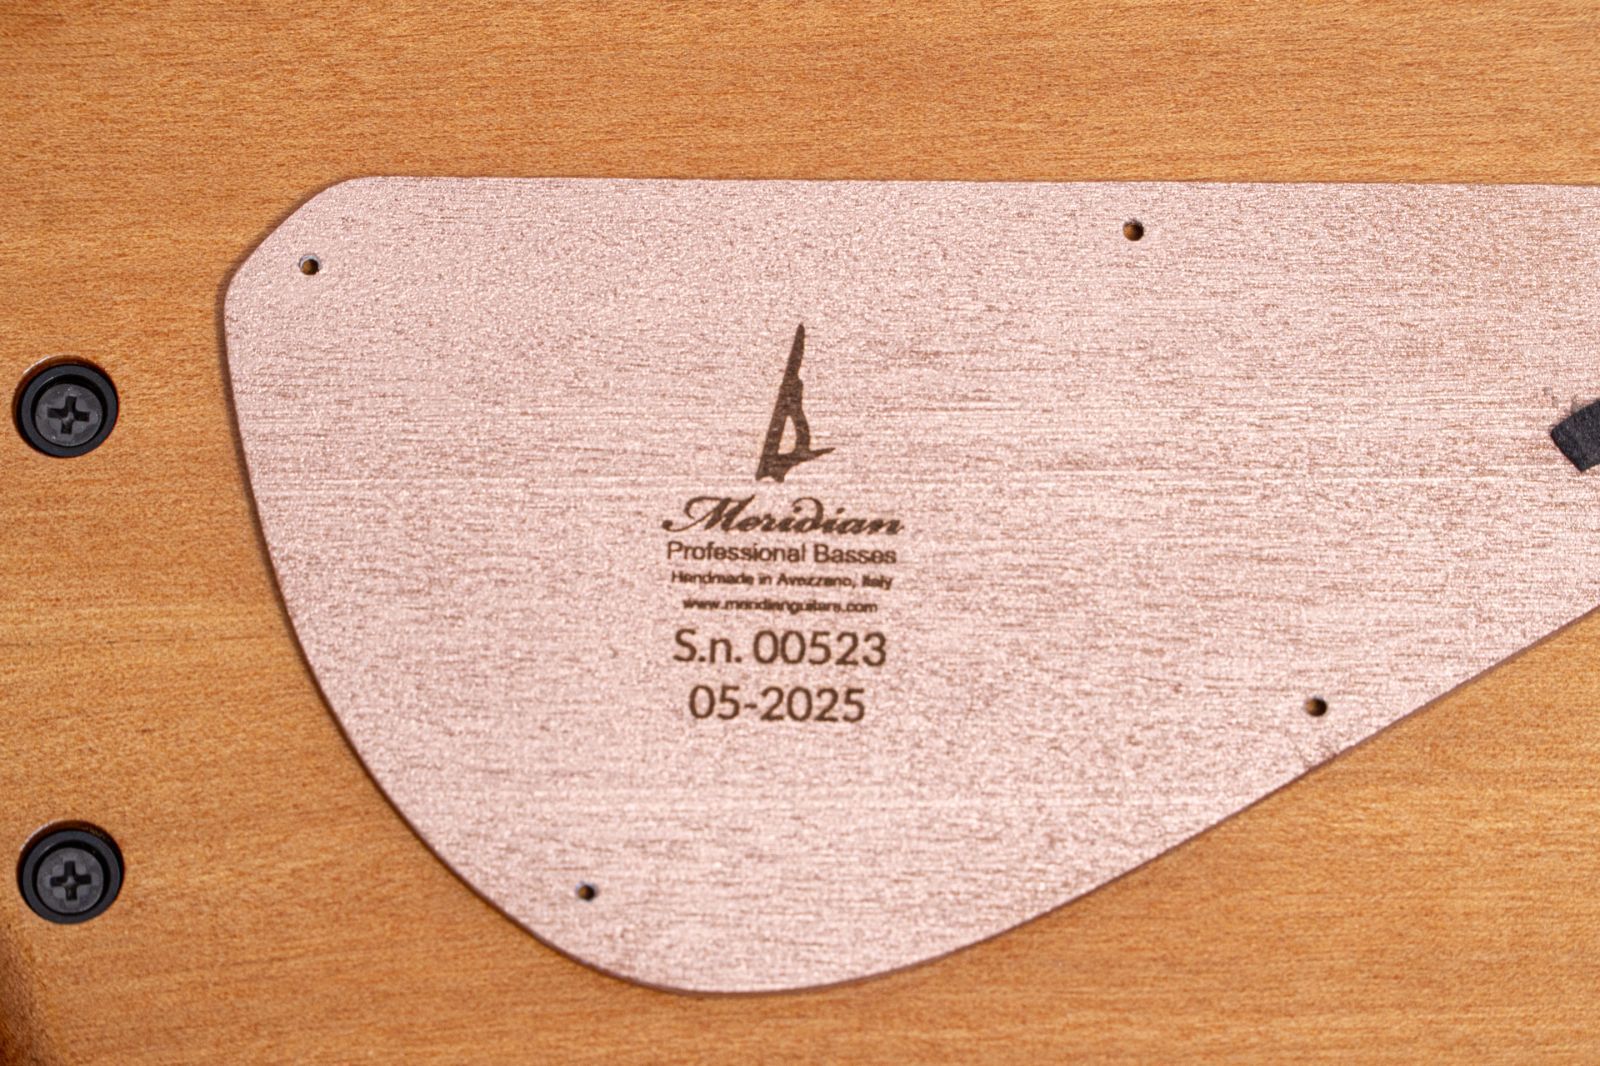 Meridian
Professional Basses
Handmade in Avezzano, Italy
www.meridianguitars.com
S.n. 00523
05-2025